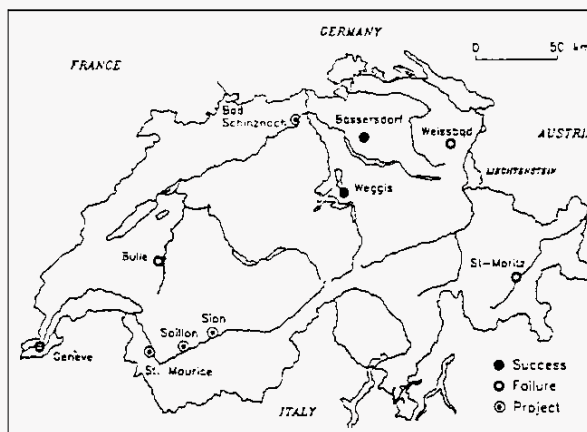 GERMANY
0 50 km
FRANCE
Bad
Schinznach
Bassersdorf
Weissbad
AUSTRIA
LIECHTENSTEIN
Weggis
Bulle
St-Moritz
Sion
Saillon
Genève
St. Maurice
Success
Failure
ITALY
Project